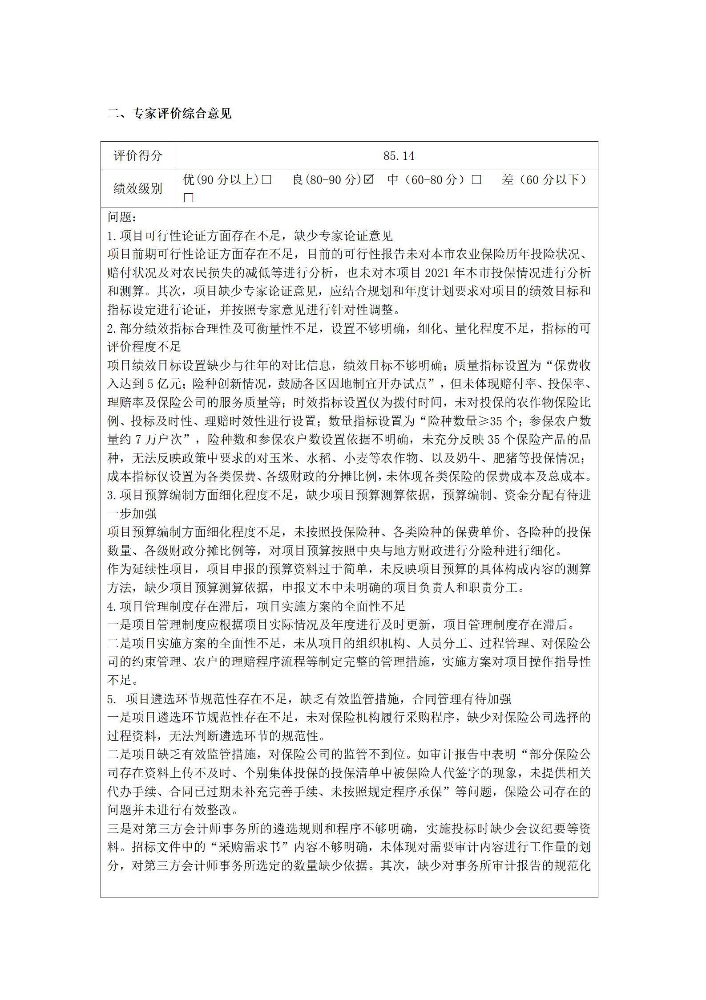 二、专家评价综合意见
评价得分
85.14
绩效级别
优(90 分以上)□ 良(80-90 分)☑ 中（60-80 分）□ 差（60 分以下）
□
问题：
1.项目可行性论证方面存在不足，缺少专家论证意见
项目前期可行性论证方面存在不足，目前的可行性报告未对本市农业保险历年投险状况、
赔付状况及对农民损失的减低等进行分析，也未对本项目 2021 年本市投保情况进行分析
和测算。其次，项目缺少专家论证意见，应结合规划和年度计划要求对项目的绩效目标和
指标设定进行论证，并按照专家意见进行针对性调整。
2.部分绩效指标合理性及可衡量性不足，设置不够明确，细化、量化程度不足，指标的可
评价程度不足
项目绩效目标设置缺少与往年的对比信息，绩效目标不够明确；质量指标设置为“保费收
入达到 5 亿元；险种创新情况，鼓励各区因地制宜开办试点”，但未体现赔付率、投保率、
理赔率及保险公司的服务质量等；时效指标设置仅为拨付时间，未对投保的农作物保险比
例、投标及时性、理赔时效性进行设置；数量指标设置为“险种数量≥35 个；参保农户数
量约 7 万户次”，险种数和参保农户数设置依据不明确，未充分反映 35 个保险产品的品
种，无法反映政策中要求的对玉米、水稻、小麦等农作物、以及奶牛、肥猪等投保情况；
成本指标仅设置为各类保费、各级财政的分摊比例，未体现各类保险的保费成本及总成本。
3.项目预算编制方面细化程度不足，缺少项目预算测算依据，预算编制、资金分配有待进
一步加强
项目预算编制方面细化程度不足，未按照投保险种、各类险种的保费单价、各险种的投保
数量、各级财政分摊比例等，对项目预算按照中央与地方财政进行分险种进行细化。
作为延续性项目，项目申报的预算资料过于简单，未反映项目预算的具体构成内容的测算
方法，缺少项目预算测算依据，申报文本中未明确的项目负责人和职责分工。
4.项目管理制度存在滞后，项目实施方案的全面性不足
一是项目管理制度应根据项目实际情况及年度进行及时更新，项目管理制度存在滞后。
二是项目实施方案的全面性不足，未从项目的组织机构、人员分工、过程管理、对保险公
司的约束管理、农户的理赔程序流程等制定完整的管理措施，实施方案对项目操作指导性
不足。
5. 项目遴选环节规范性存在不足，缺乏有效监管措施，合同管理有待加强
一是项目遴选环节规范性存在不足，未对保险机构履行采购程序，缺少对保险公司选择的
过程资料，无法判断遴选环节的规范性。
二是项目缺乏有效监管措施，对保险公司的监管不到位。如审计报告中表明“部分保险公
司存在资料上传不及时、个别集体投保的投保清单中被保险人代签字的现象，未提供相关
代办手续、合同已过期未补充完善手续、未按照规定程序承保”等问题，保险公司存在的
问题并未进行有效整改。
三是对第三方会计师事务所的遴选规则和程序不够明确，实施投标时缺少会议纪要等资
料。招标文件中的“采购需求书”内容不够明确，未体现对需要审计内容进行工作量的划
分，对第三方会计师事务所选定的数量缺少依据。其次，缺少对事务所审计报告的规范化